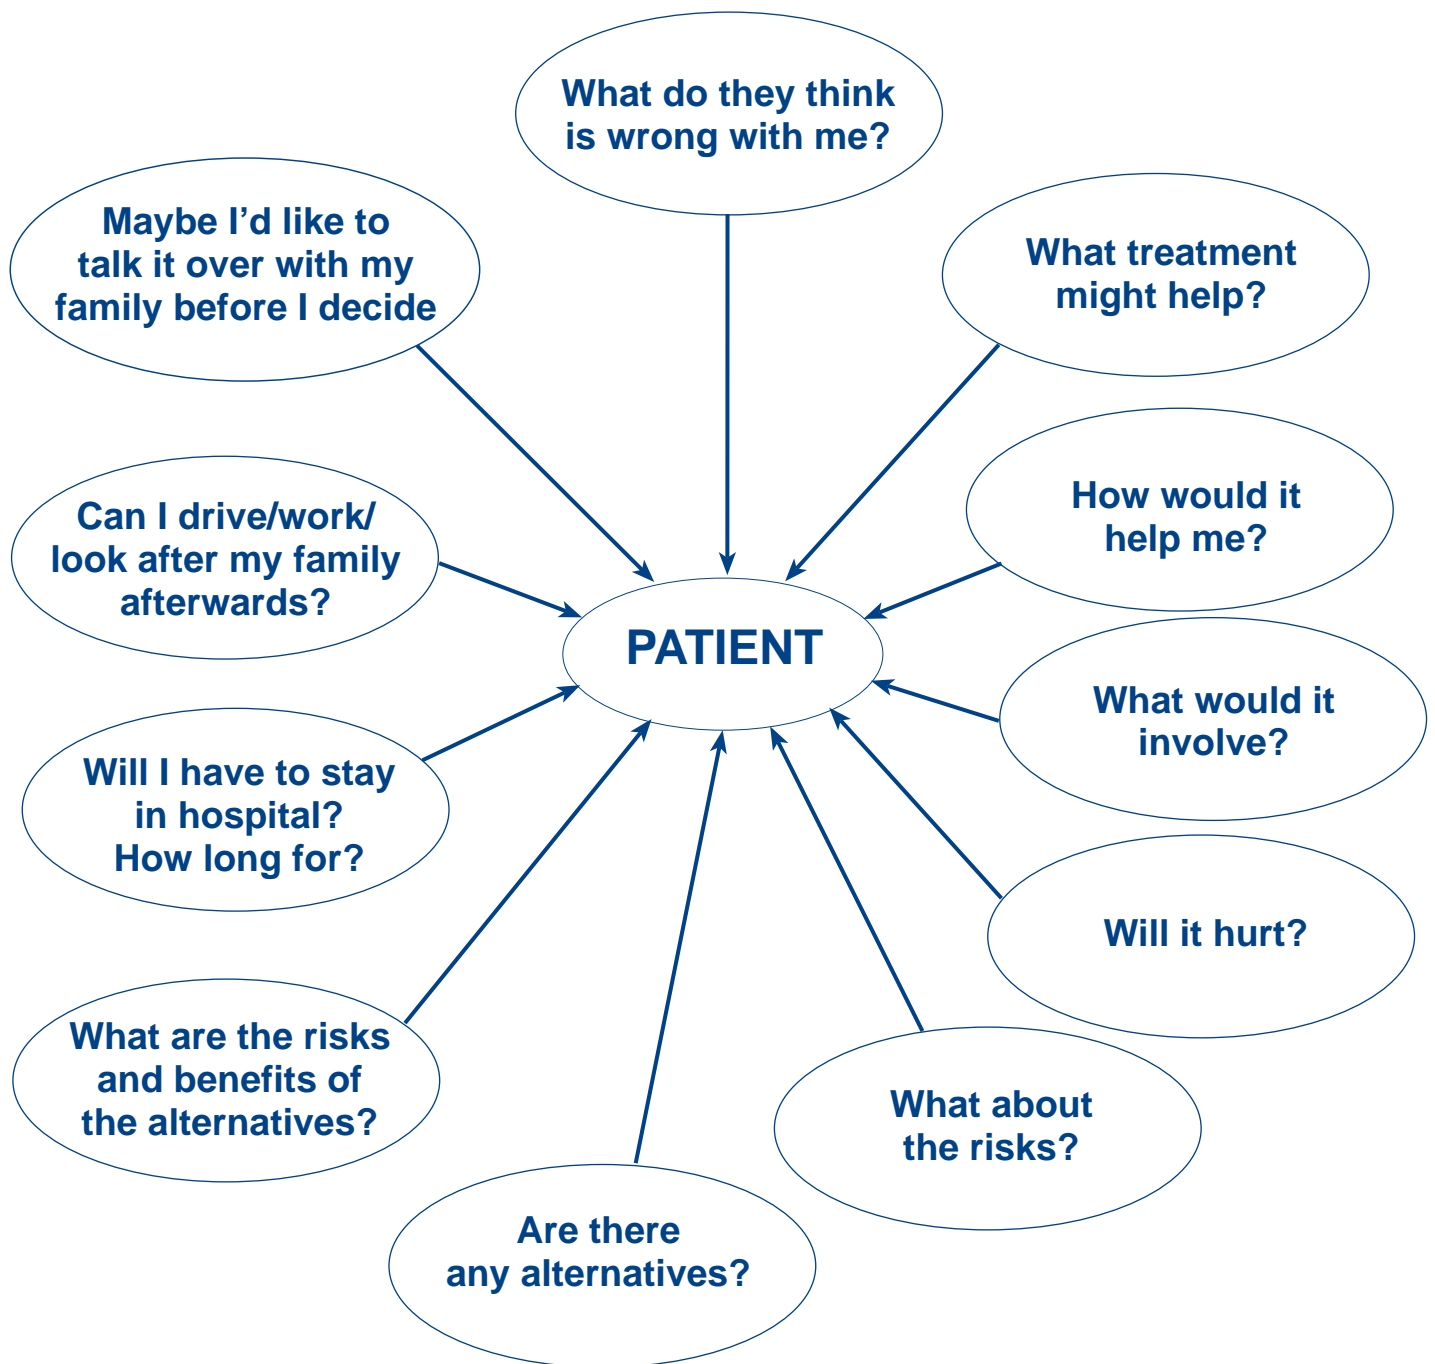 What do they think
is wrong with me?
What treatment
might help?
How would it
help me?
What would it
involve?
Will it hurt?
What about
the risks?
Are there
any alternatives?
What are the risks
and benefits of
the alternatives?
Will I have to stay
in hospital?
How long for?
Can I drive/work/
look after my family
afterwards?
Maybe I’d like to
talk it over with my
family before I decide
PATIENT